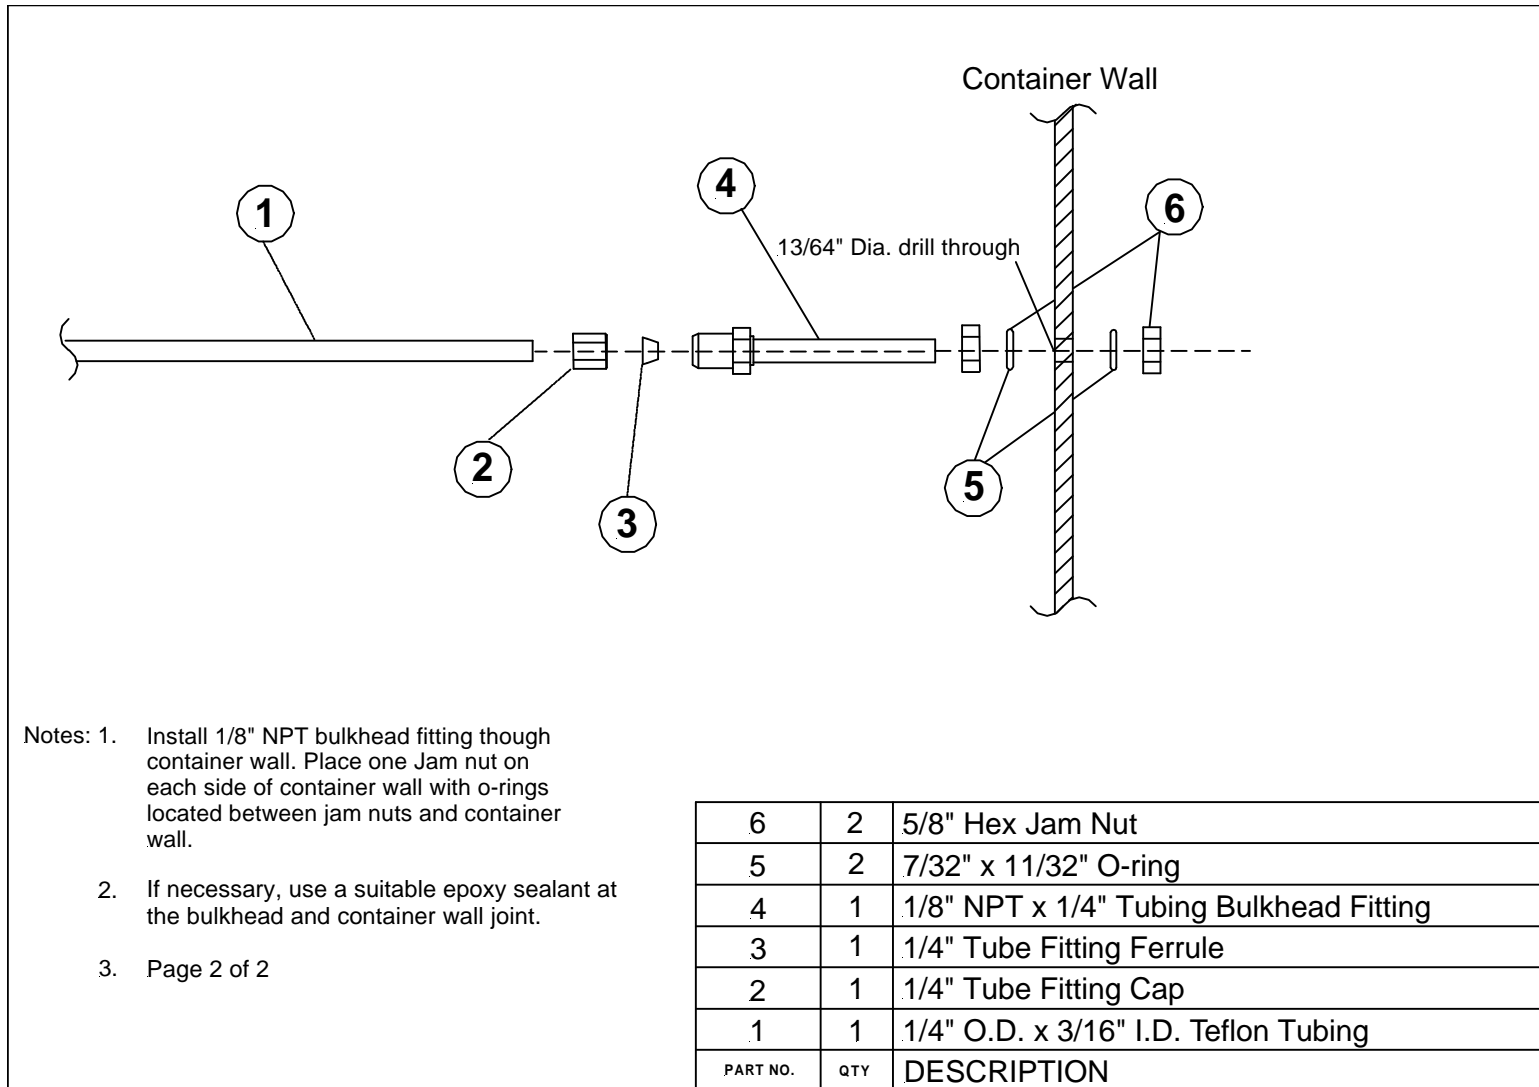 Container Wall
4
6
1
13/64" Dia. drill through
2
5
3
Notes: 1. Install 1/8" NPT bulkhead fitting though
container wall. Place one Jam nut on
each side of container wall with o-rings
located between jam nuts and container
wall.
2. If necessary, use a suitable epoxy sealant at
the bulkhead and container wall joint.
3. Page 2 of 2
6 2 5/8" Hex Jam Nut
5 2 7/32" x 11/32" O-ring
4 1 1/8" NPT x 1/4" Tubing Bulkhead Fitting
3 1 1/4" Tube Fitting Ferrule
2 1 1/4" Tube Fitting Cap
1 1 1/4" O.D. x 3/16" I.D. Teflon Tubing
PART NO. QTY DESCRIPTION